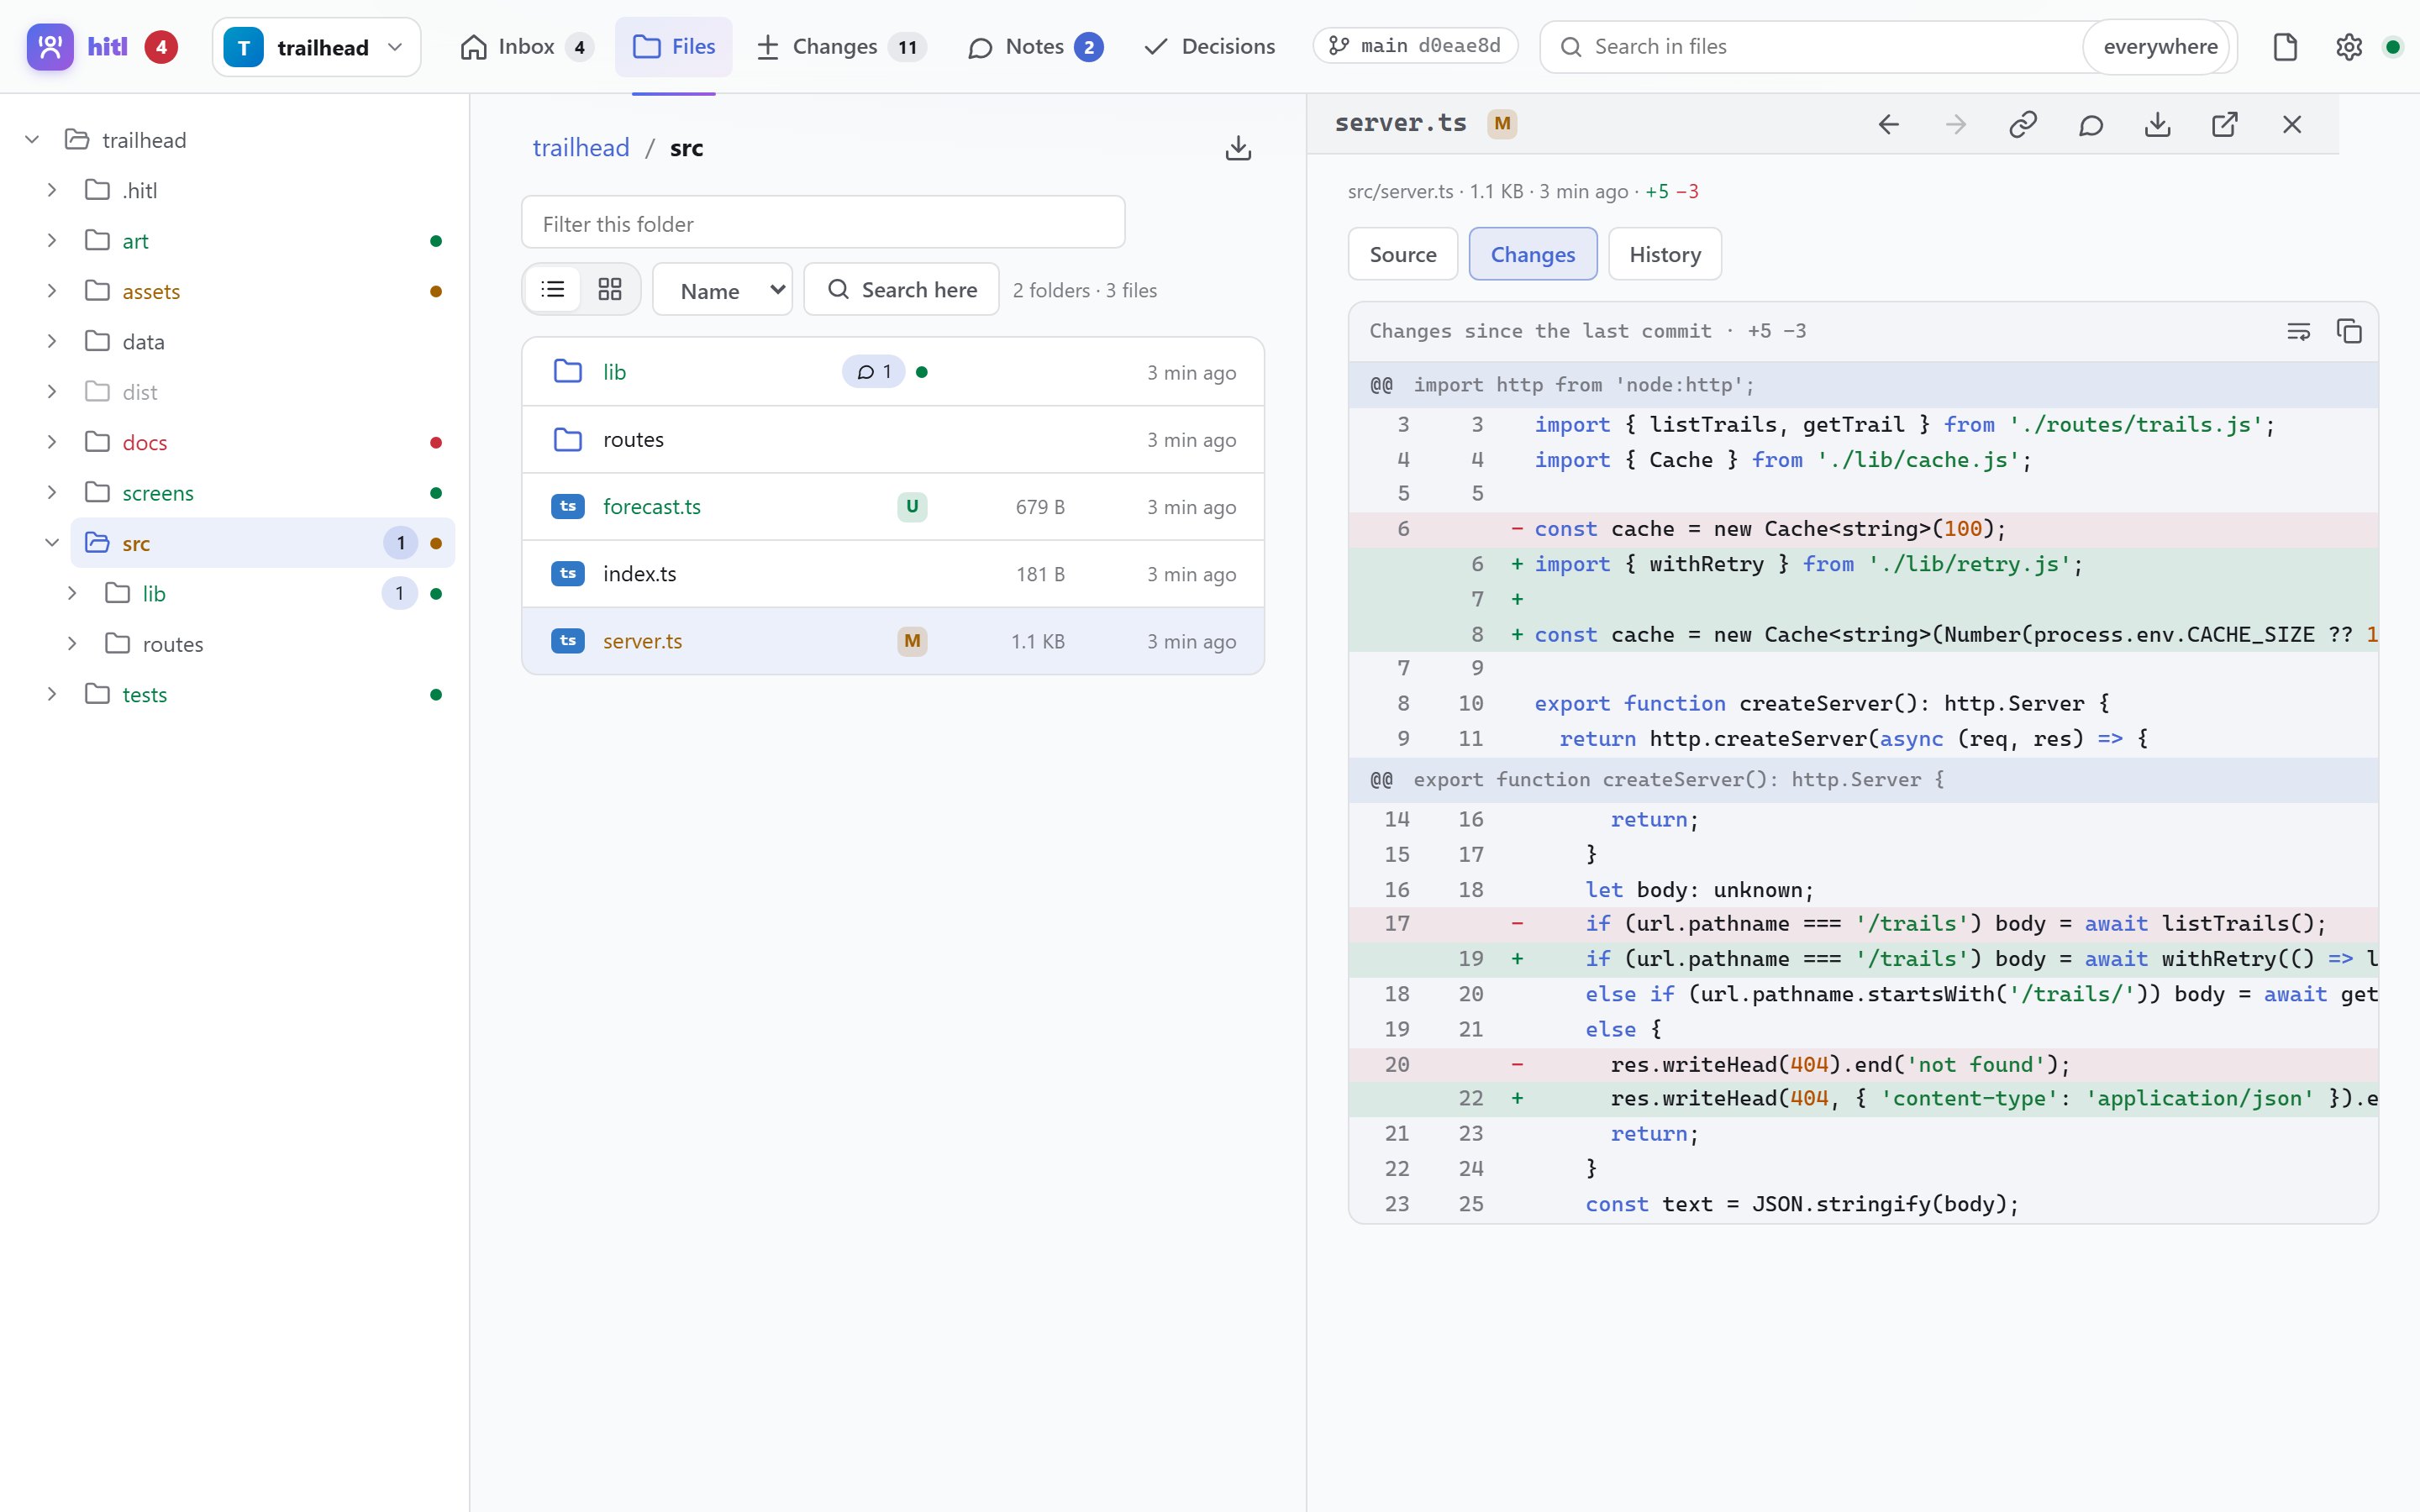 hitl 4 T trailhead Inbox 4 Files Changes 11 Notes 2 Decisions main d0eae8d Search in files everywhere
trailhead
.hitl
art
assets
data
dist
docs
screens
src 1
lib 1
routes
tests
trailhead / src
Filter this folder
Name Search here 2 folders · 3 files
lib 1 3 min ago
routes 3 min ago
ts forecast.ts U 679 B 3 min ago
ts index.ts 181 B 3 min ago
ts server.ts M 1.1 KB 3 min ago
server.ts M
src/server.ts · 1.1 KB · 3 min ago · +5 −3
Source Changes History
Changes since the last commit · +5 −3
@@ import http from 'node:http';
3 3 import { listTrails, getTrail } from './routes/trails.js';
4 4 import { Cache } from './lib/cache.js';
5 5
6 − const cache = new Cache<string>(100);
6 + import { withRetry } from './lib/retry.js';
7 +
8 + const cache = new Cache<string>(Number(process.env.CACHE_SIZE ?? 1
7 9
8 10 export function createServer(): http.Server {
9 11 return http.createServer(async (req, res) => {
@@ export function createServer(): http.Server {
14 16 return;
15 17 }
16 18 let body: unknown;
17 − if (url.pathname === '/trails') body = await listTrails();
19 + if (url.pathname === '/trails') body = await withRetry(() => l
18 20 else if (url.pathname.startsWith('/trails/')) body = await get
19 21 else {
20 − res.writeHead(404).end('not found');
22 + res.writeHead(404, { 'content-type': 'application/json' }).e
21 23 return;
22 24 }
23 25 const text = JSON.stringify(body);